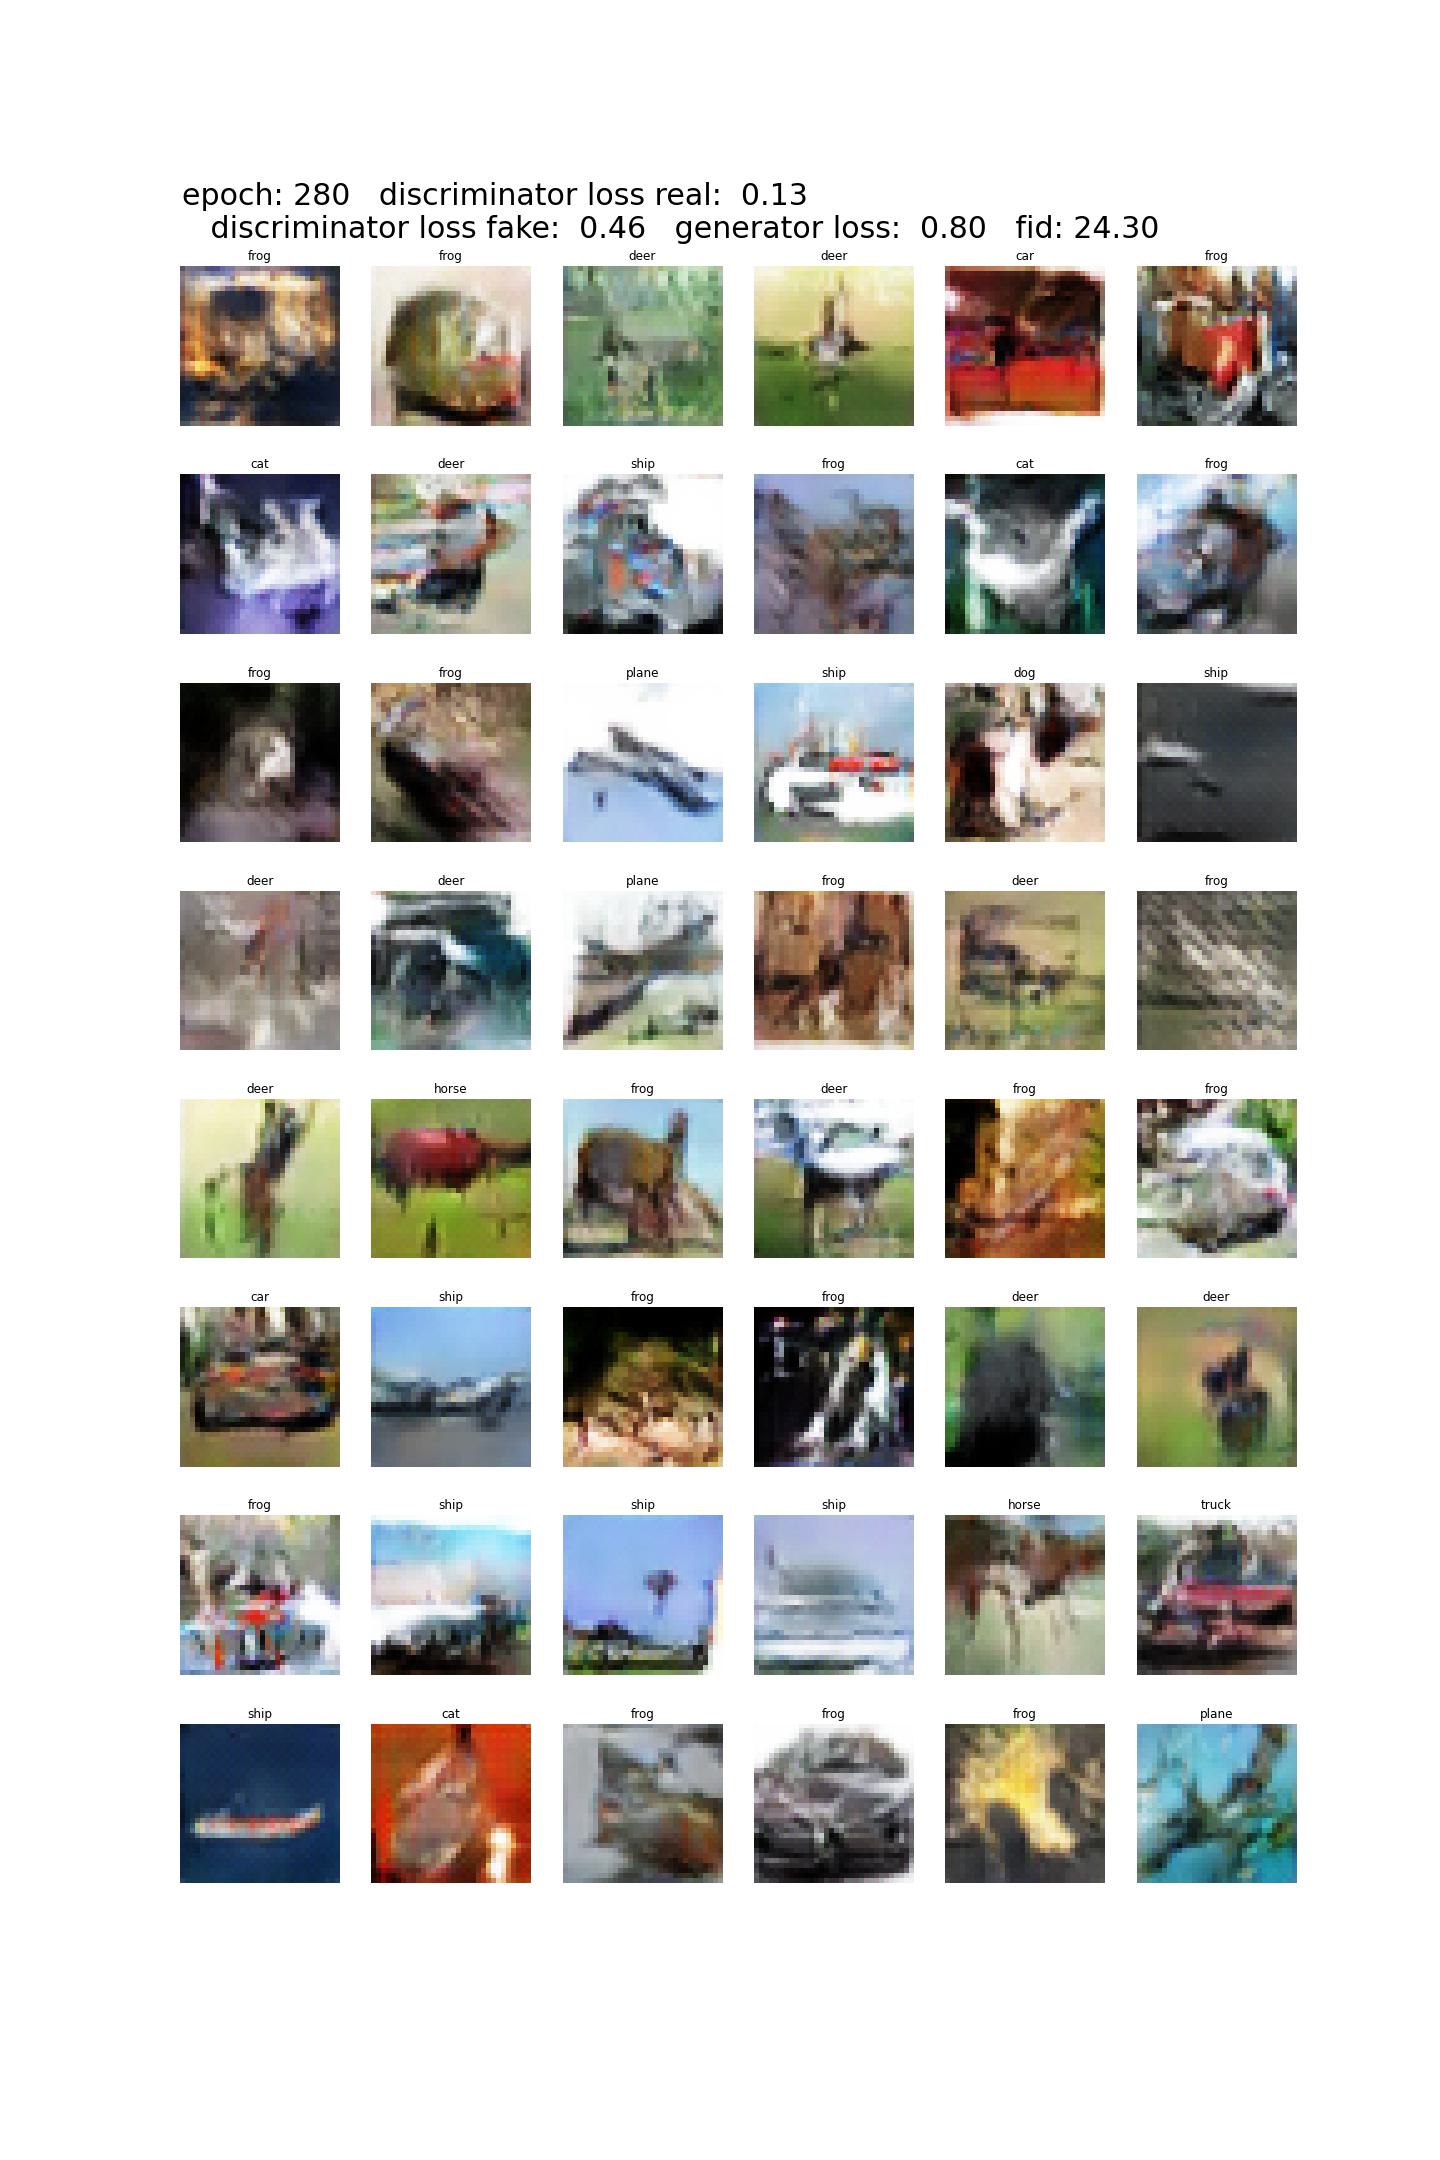 epoch: 280   discriminator loss real:  0.13
discriminator loss fake:  0.46   generator loss:  0.80   fid: 24.30
frog frog deer deer car frog
cat deer ship frog cat frog
frog frog plane ship dog ship
deer deer plane frog deer frog
deer horse frog deer frog frog
car ship frog frog deer deer
frog ship ship ship horse truck
ship cat frog frog frog plane